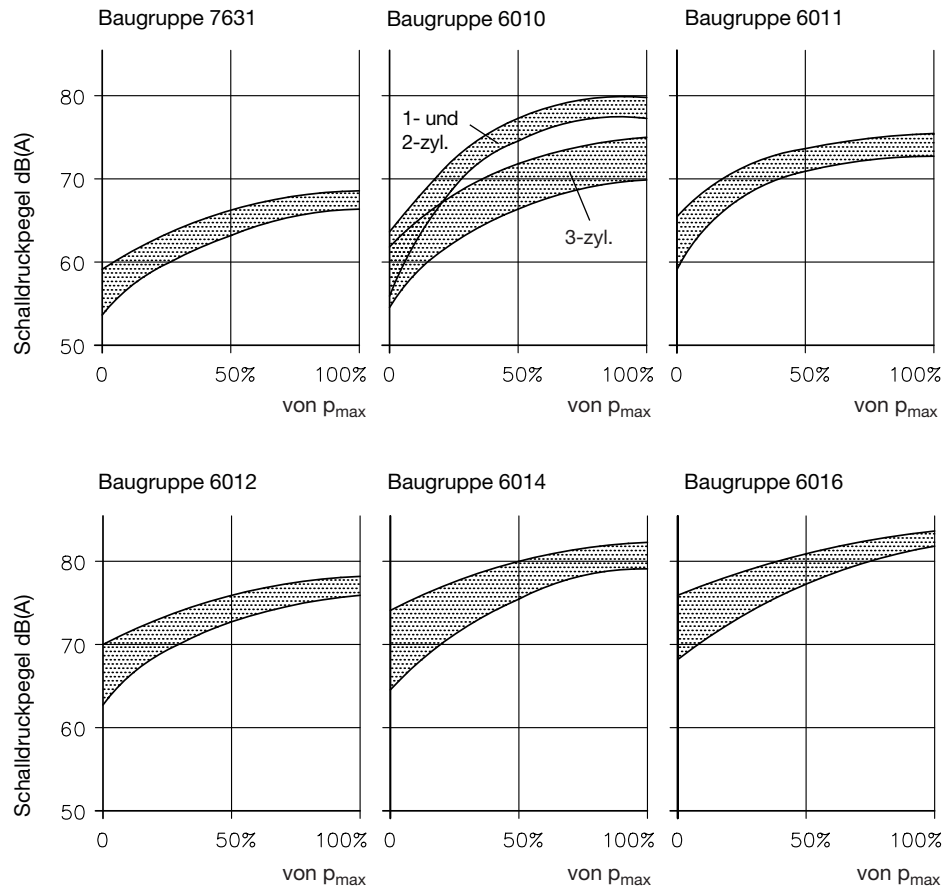 Baugruppe 7631
Baugruppe 6010
Baugruppe 6011
Schalldruckpegel dB(A)
80
70
60
50
1- und
2-zyl.
3-zyl.
0 50% 100%
von pmax
0 50% 100%
von pmax
0 50% 100%
von pmax
Baugruppe 6012
Baugruppe 6014
Baugruppe 6016
Schalldruckpegel dB(A)
80
70
60
50
0 50% 100%
von pmax
0 50% 100%
von pmax
0 50% 100%
von pmax